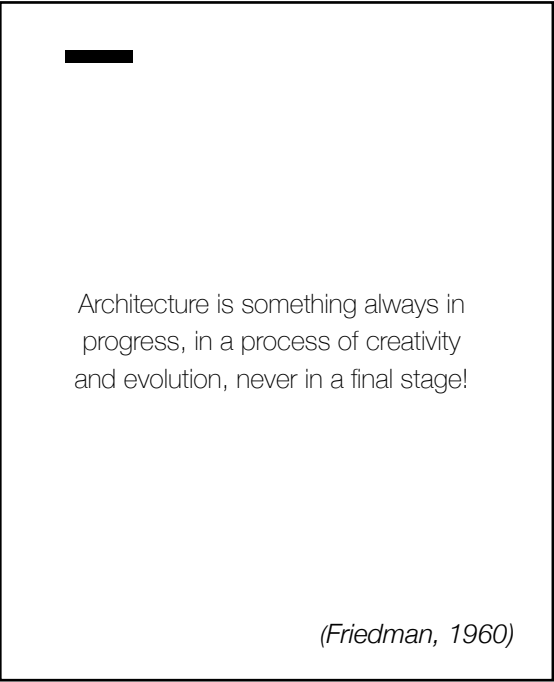 Architecture is something always in
progress, in a process of creativity
and evolution, never in a final stage!
(Friedman, 1960)